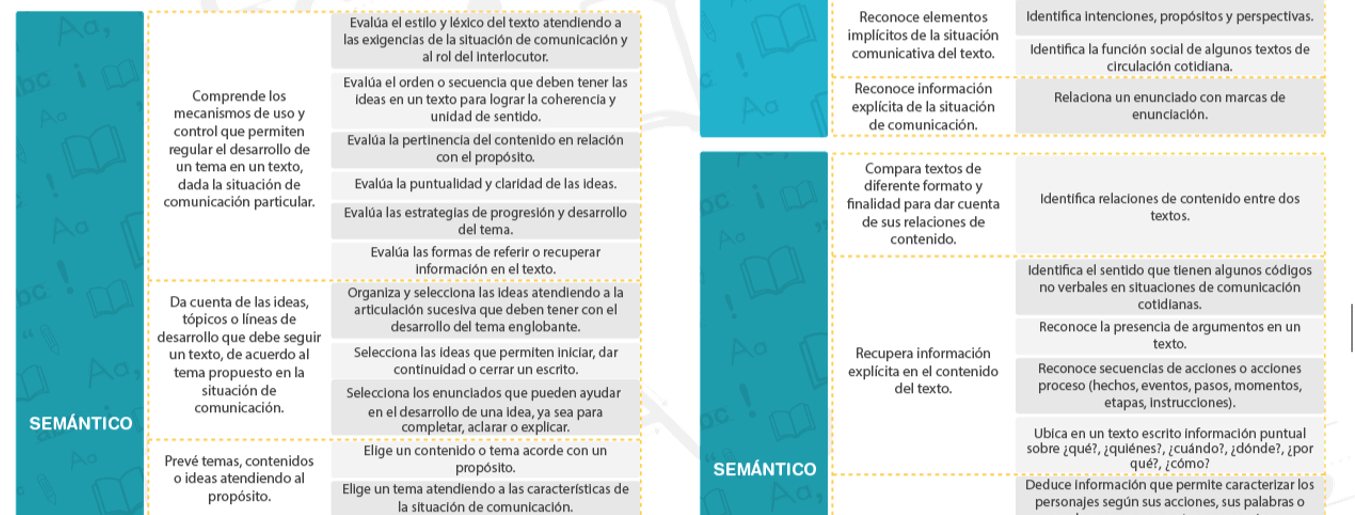 SEMÁNTICO
Comprende los
mecanismos de uso y
control que permiten
regular el desarrollo de
un tema en un texto,
dada la situación de
comunicación particular.
Evalúa el estilo y léxico del texto atendiendo a
las exigencias de la situación de comunicación y
al rol del interlocutor.
Evalúa el orden o secuencia que deben tener las
ideas en un texto para lograr la coherencia y
unidad de sentido.
Evalúa la pertinencia del contenido en relación
con el propósito.
Evalúa la puntualidad y claridad de las ideas.
Evalúa las estrategias de progresión y desarrollo
del tema.
Evalúa las formas de referir o recuperar
información en el texto.
Da cuenta de las ideas,
tópicos o líneas de
desarrollo que debe seguir
un texto, de acuerdo al
tema propuesto en la
situación de
comunicación.
Organiza y selecciona las ideas atendiendo a la
articulación sucesiva que deben tener con el
desarrollo del tema englobante.
Selecciona las ideas que permiten iniciar, dar
continuidad o cerrar un escrito.
Selecciona los enunciados que pueden ayudar
en el desarrollo de una idea, ya sea para
completar, aclarar o explicar.
Prevé temas, contenidos
o ideas atendiendo al
propósito.
Elige un contenido o tema acorde con un
propósito.
Elige un tema atendiendo a las características de
la situación de comunicación.
Reconoce elementos
implícitos de la situación
comunicativa del texto.
Identifica intenciones, propósitos y perspectivas.
Identifica la función social de algunos textos de
circulación cotidiana.
Reconoce información
explícita de la situación
de comunicación.
Relaciona un enunciado con marcas de
enunciación.
SEMÁNTICO
Compara textos de
diferente formato y
finalidad para dar cuenta
de sus relaciones de
contenido.
Identifica relaciones de contenido entre dos
textos.
Recupera información
explícita en el contenido
del texto.
Identifica el sentido que tienen algunos códigos
no verbales en situaciones de comunicación
cotidianas.
Reconoce la presencia de argumentos en un
texto.
Reconoce secuencias de acciones o acciones
proceso (hechos, eventos, pasos, momentos,
etapas, instrucciones).
Ubica en un texto escrito información puntual
sobre ¿qué?, ¿quiénes?, ¿cuándo?, ¿dónde?, ¿por
qué?, ¿cómo?
Deduce información que permite caracterizar los
personajes según sus acciones, sus palabras o